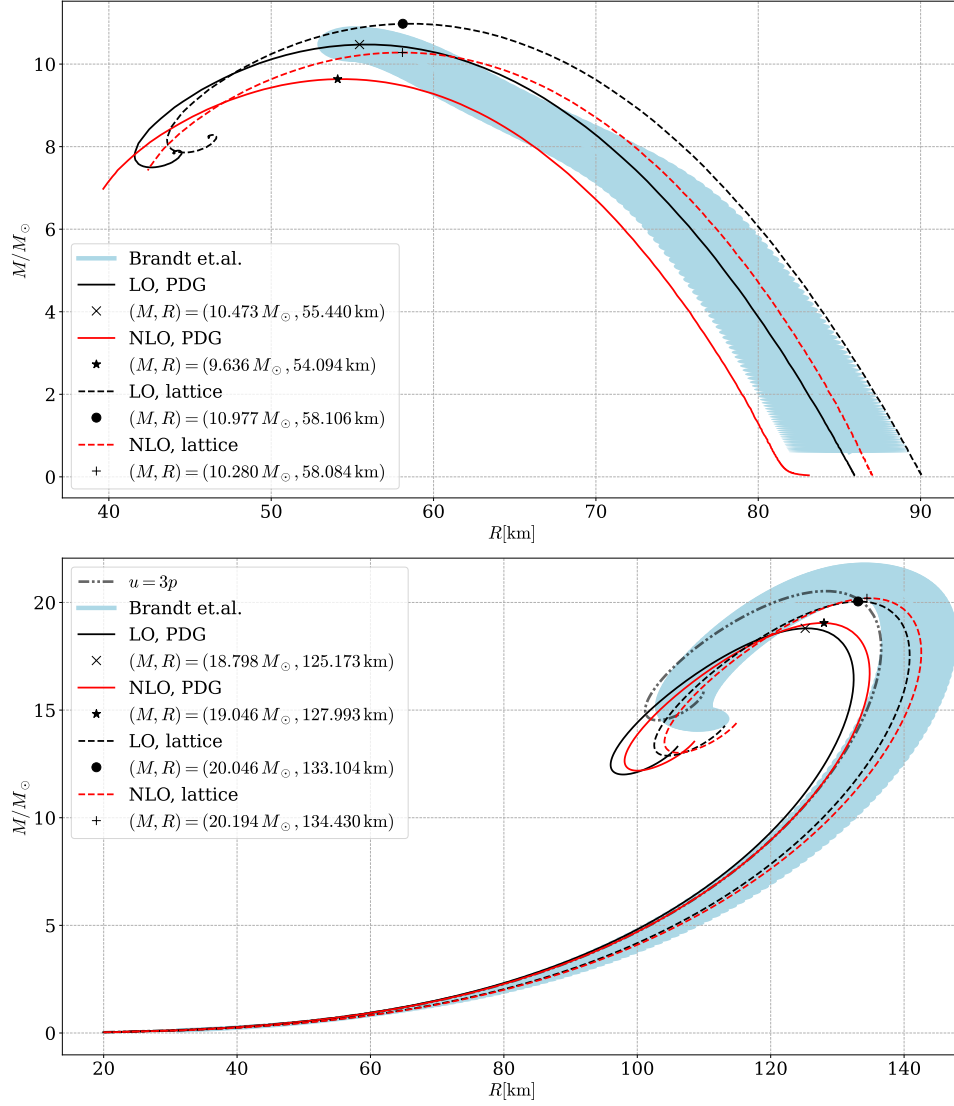 10
8
6
4
2
0
M/M⊙
Brandt et.al.
LO, PDG
(M, R) = (10.473 M⊙, 55.440 km)
NLO, PDG
(M, R) = (9.636 M⊙, 54.094 km)
LO, lattice
(M, R) = (10.977 M⊙, 58.106 km)
NLO, lattice
(M, R) = (10.280 M⊙, 58.084 km)
40 50 60 70 80 90
R[km]
20
15
10
5
0
M/M⊙
u = 3p
Brandt et.al.
LO, PDG
(M, R) = (18.798 M⊙, 125.173 km)
NLO, PDG
(M, R) = (19.046 M⊙, 127.993 km)
LO, lattice
(M, R) = (20.046 M⊙, 133.104 km)
NLO, lattice
(M, R) = (20.194 M⊙, 134.430 km)
20 40 60 80 100 120 140
R[km]